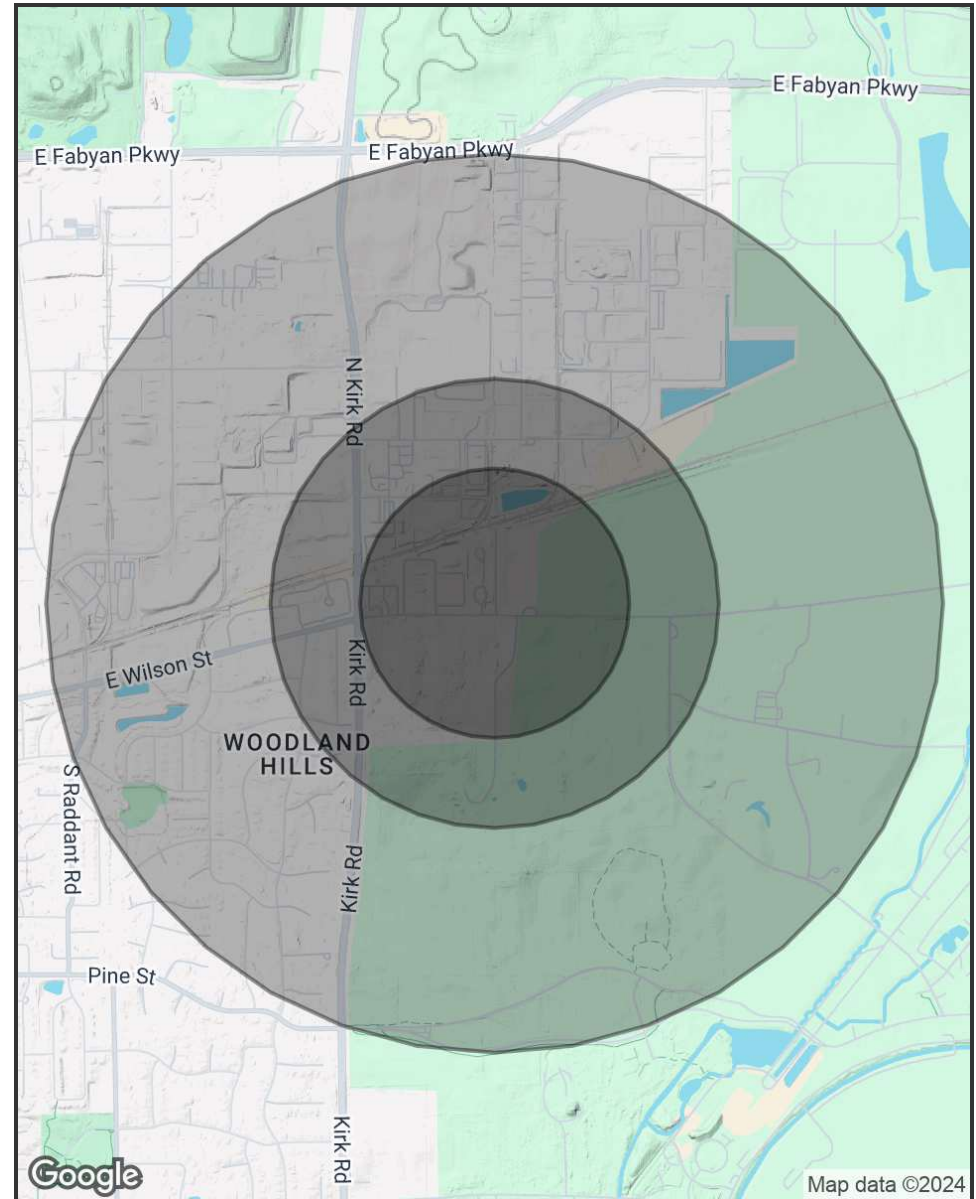 E Fabyan Pkwy
E Fabyan Pkwy
E Fabyan Pkwy
N Kirk Rd
E Wilson St
Kirk Rd
WOODLAND
HILLS
S Raddant Rd
Kirk Rd
Pine St
Kirk Rd
Google
Map data ©2024